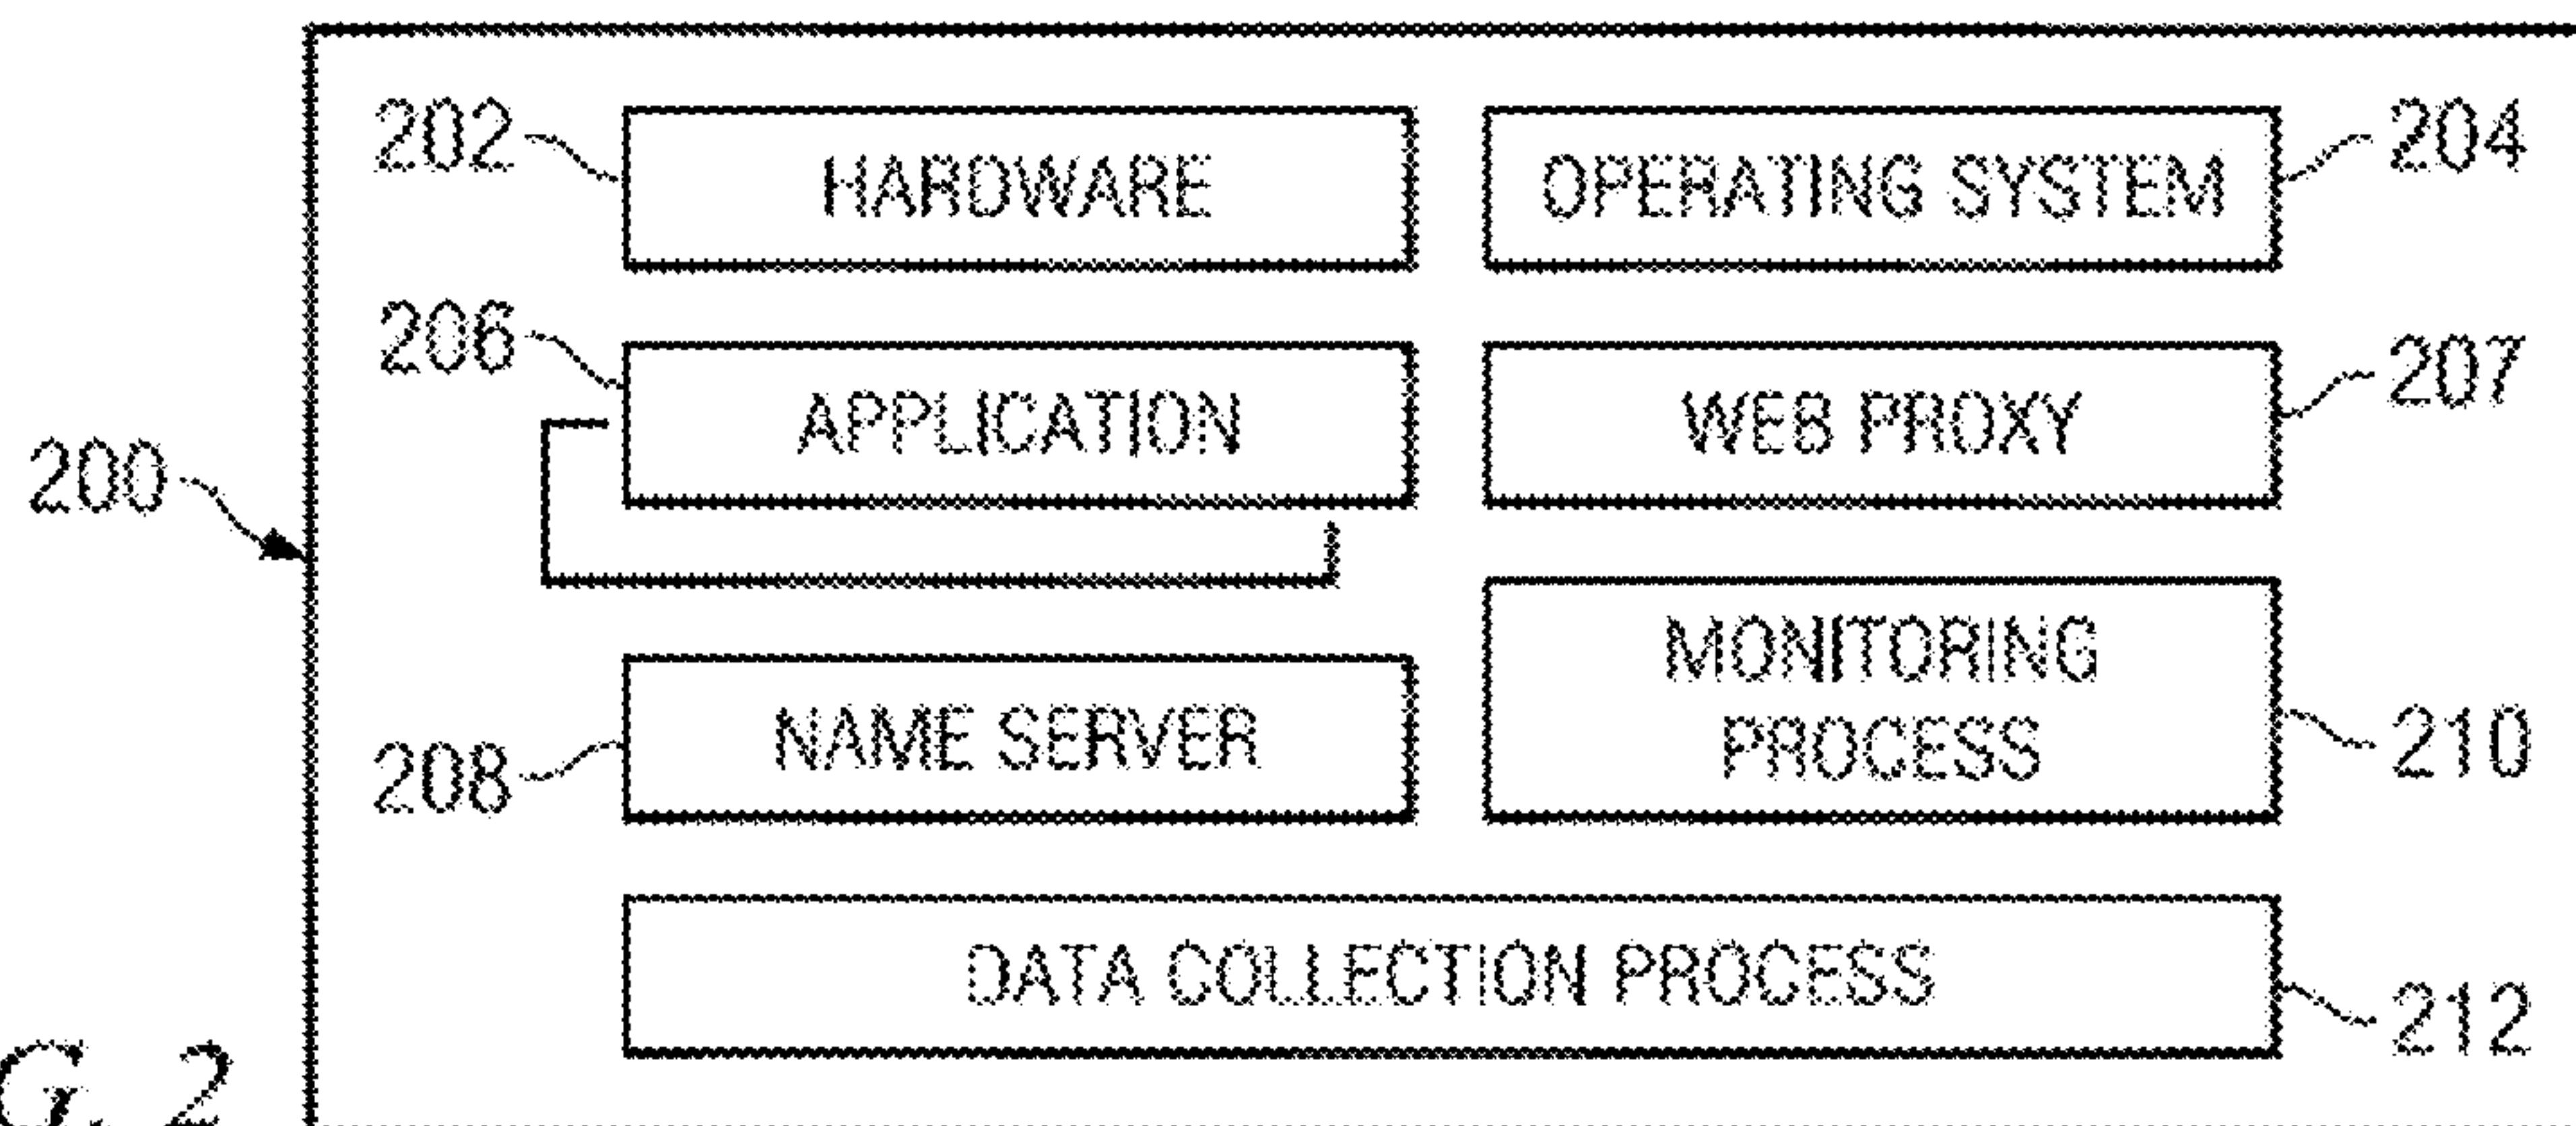 202 HARDWARE OPERATING SYSTEM 204
206 APPLICATION WEB PROXY 207
200
MONITORING
PROCESS 210
208 NAME SERVER
DATA COLLECTION PROCESS 212
G. 2